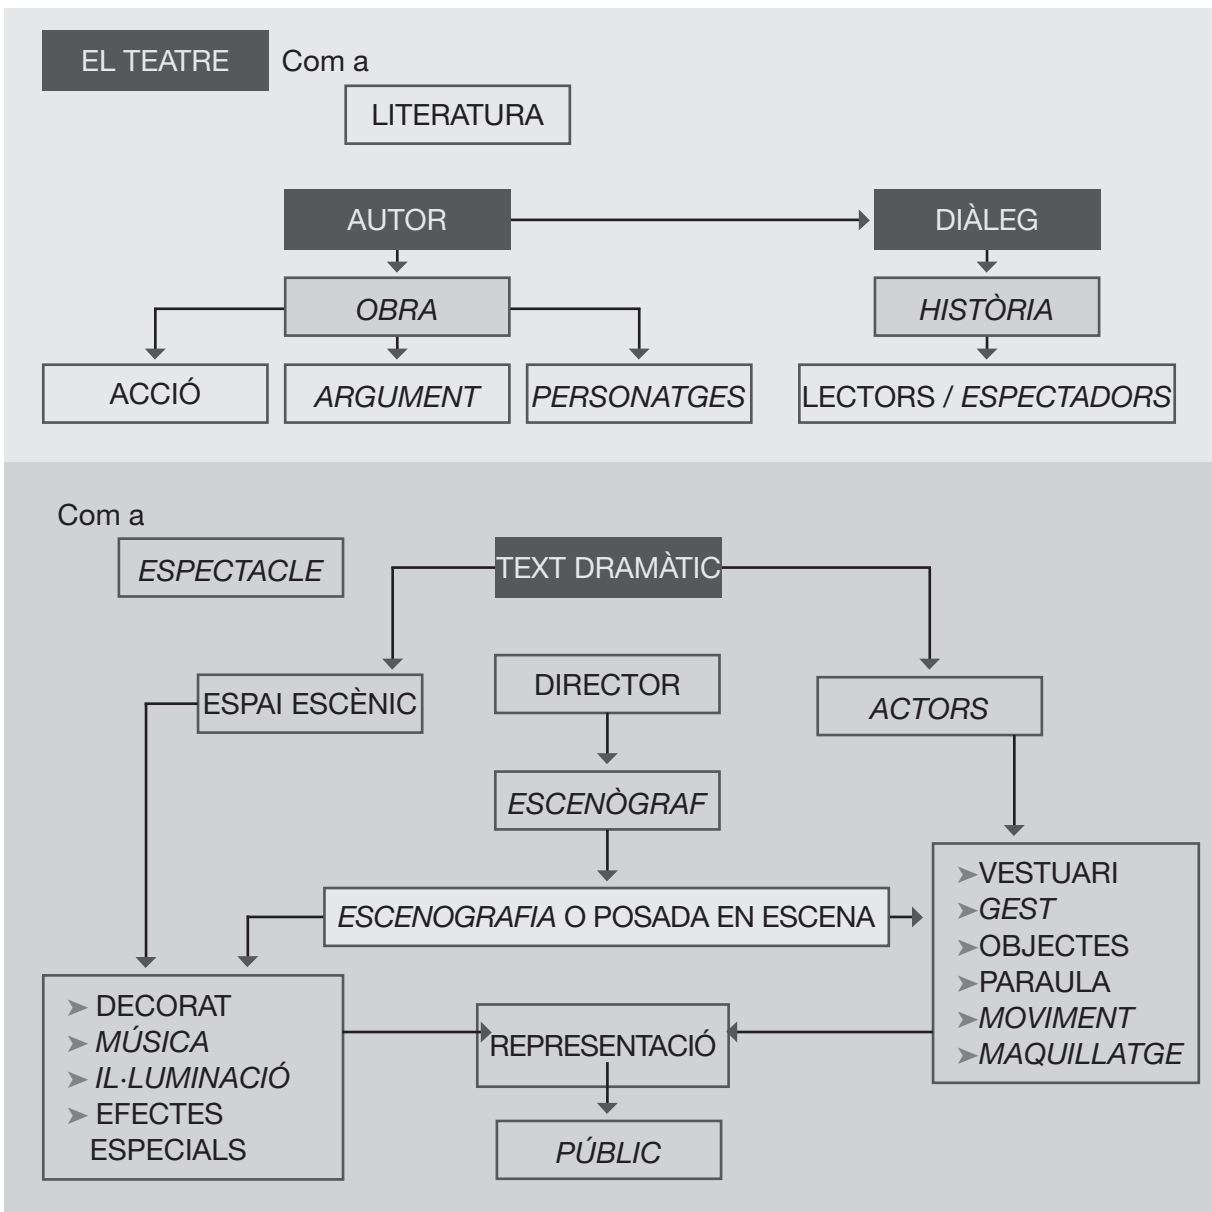 EL TEATRE
Com a
LITERATURA
AUTOR
DIÀLEG
OBRA
HISTÒRIA
ACCIÓ
ARGUMENT
PERSONATGES
LECTORS / ESPECTADORS
Com a
ESPECTACLE
TEXT DRAMÀTIC
ESPAI ESCÈNIC
DIRECTOR
ACTORS
ESCENÒGRAF
ESCENOGRAFIA O POSADA EN ESCENA
➤VESTUARI
➤GEST
➤OBJECTES
➤PARAULA
➤MOVIMENT
➤MAQUILLATGE
➤ DECORAT
➤ MÚSICA
➤ IL·LUMINACIÓ
➤ EFECTES
ESPECIALS
REPRESENTACIÓ
PÚBLIC